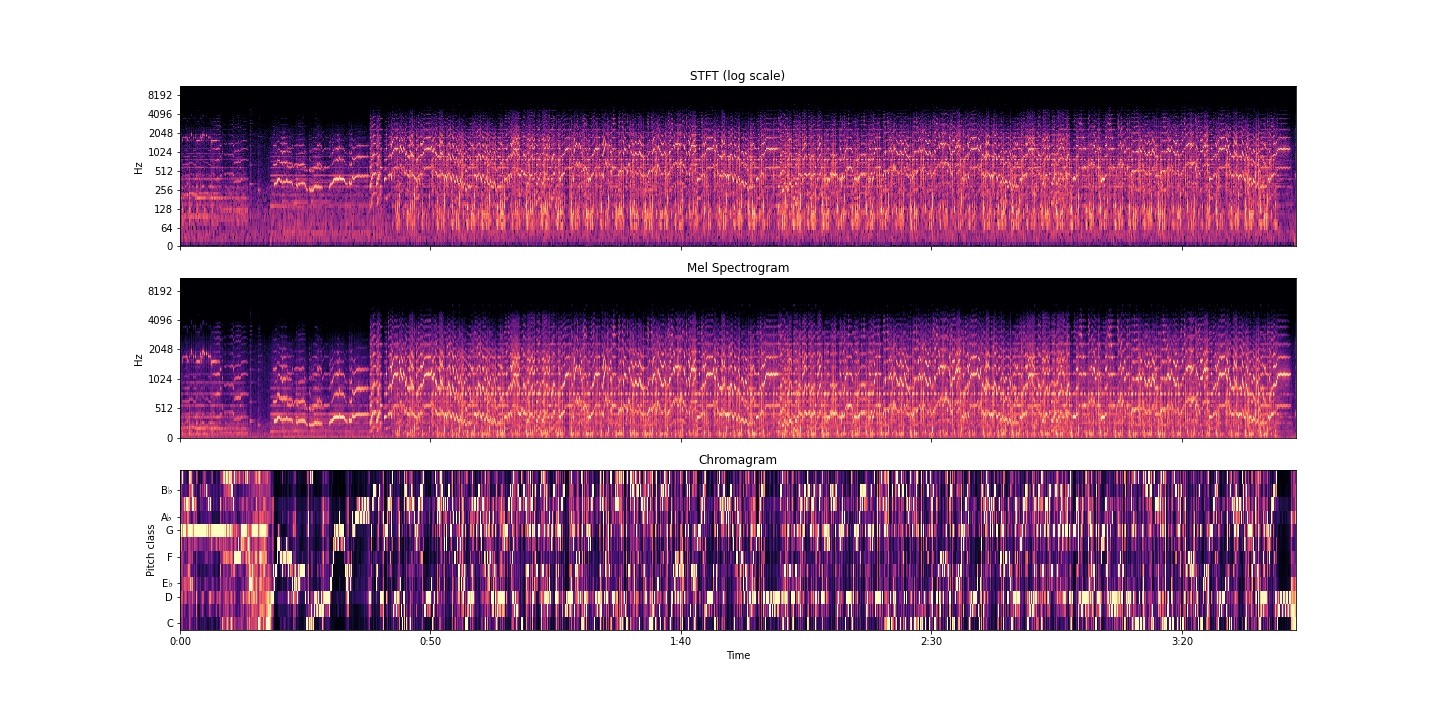 STFT (log scale)
8192
4096
2048
1024
512
256
128
64
0
Hz
Mel Spectrogram
8192
4096
2048
1024
512
0
Hz
Chromagram
B♭
A♭
G
F
E♭
D
C
Pitch class
0:00 0:50 1:40 2:30 3:20
Time